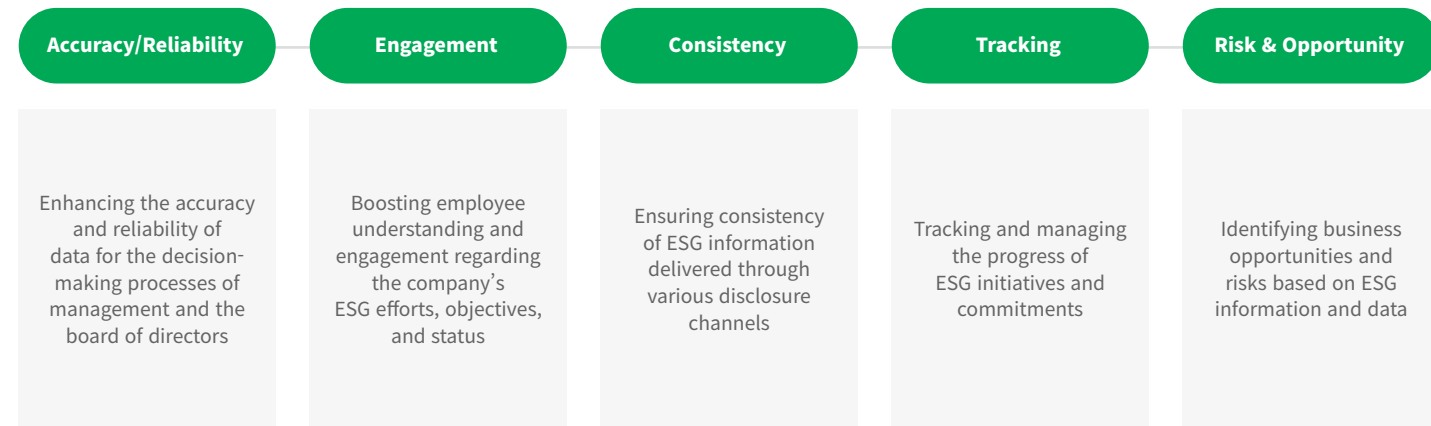 Accuracy/Reliability
Enhancing the accuracy
and reliability of
data for the decision-
making processes of
management and the
board of directors
Engagement
Boosting employee
understanding and
engagement regarding
the company’s
ESG efforts, objectives,
and status
Consistency
Ensuring consistency
of ESG information
delivered through
various disclosure
channels
Tracking
Tracking and managing
the progress of
ESG initiatives and
commitments
Risk & Opportunity
Identifying business
opportunities and
risks based on ESG
information and data